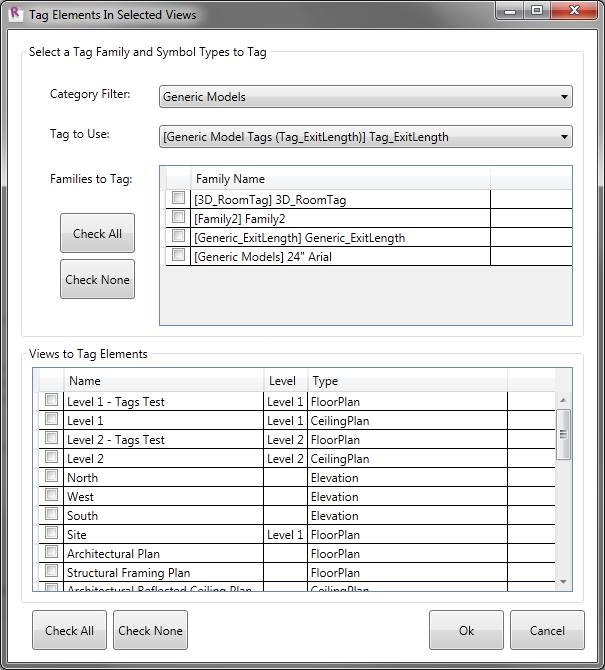 R Tag Elements In Selected Views
Select a Tag Family and Symbol Types to Tag
Category Filter: Generic Models
Tag to Use: [Generic Model Tags (Tag_ExitLength)] Tag_ExitLength
Families to Tag: Family Name
[3D_RoomTag] 3D_RoomTag
[Family2] Family2
[Generic_ExitLength] Generic_ExitLength
[Generic Models] 24" Arial
Check All
Check None
Views to Tag Elements
Name Level Type
Level 1 - Tags Test Level 1 FloorPlan
Level 1 Level 1 CeilingPlan
Level 2 - Tags Test Level 2 FloorPlan
Level 2 Level 2 CeilingPlan
North Elevation
West Elevation
South Elevation
Site Level 1 FloorPlan
Architectural Plan FloorPlan
Structural Framing Plan FloorPlan
Architectural Reflected Ceiling Plan CeilingPlan
Check All Check None Ok Cancel